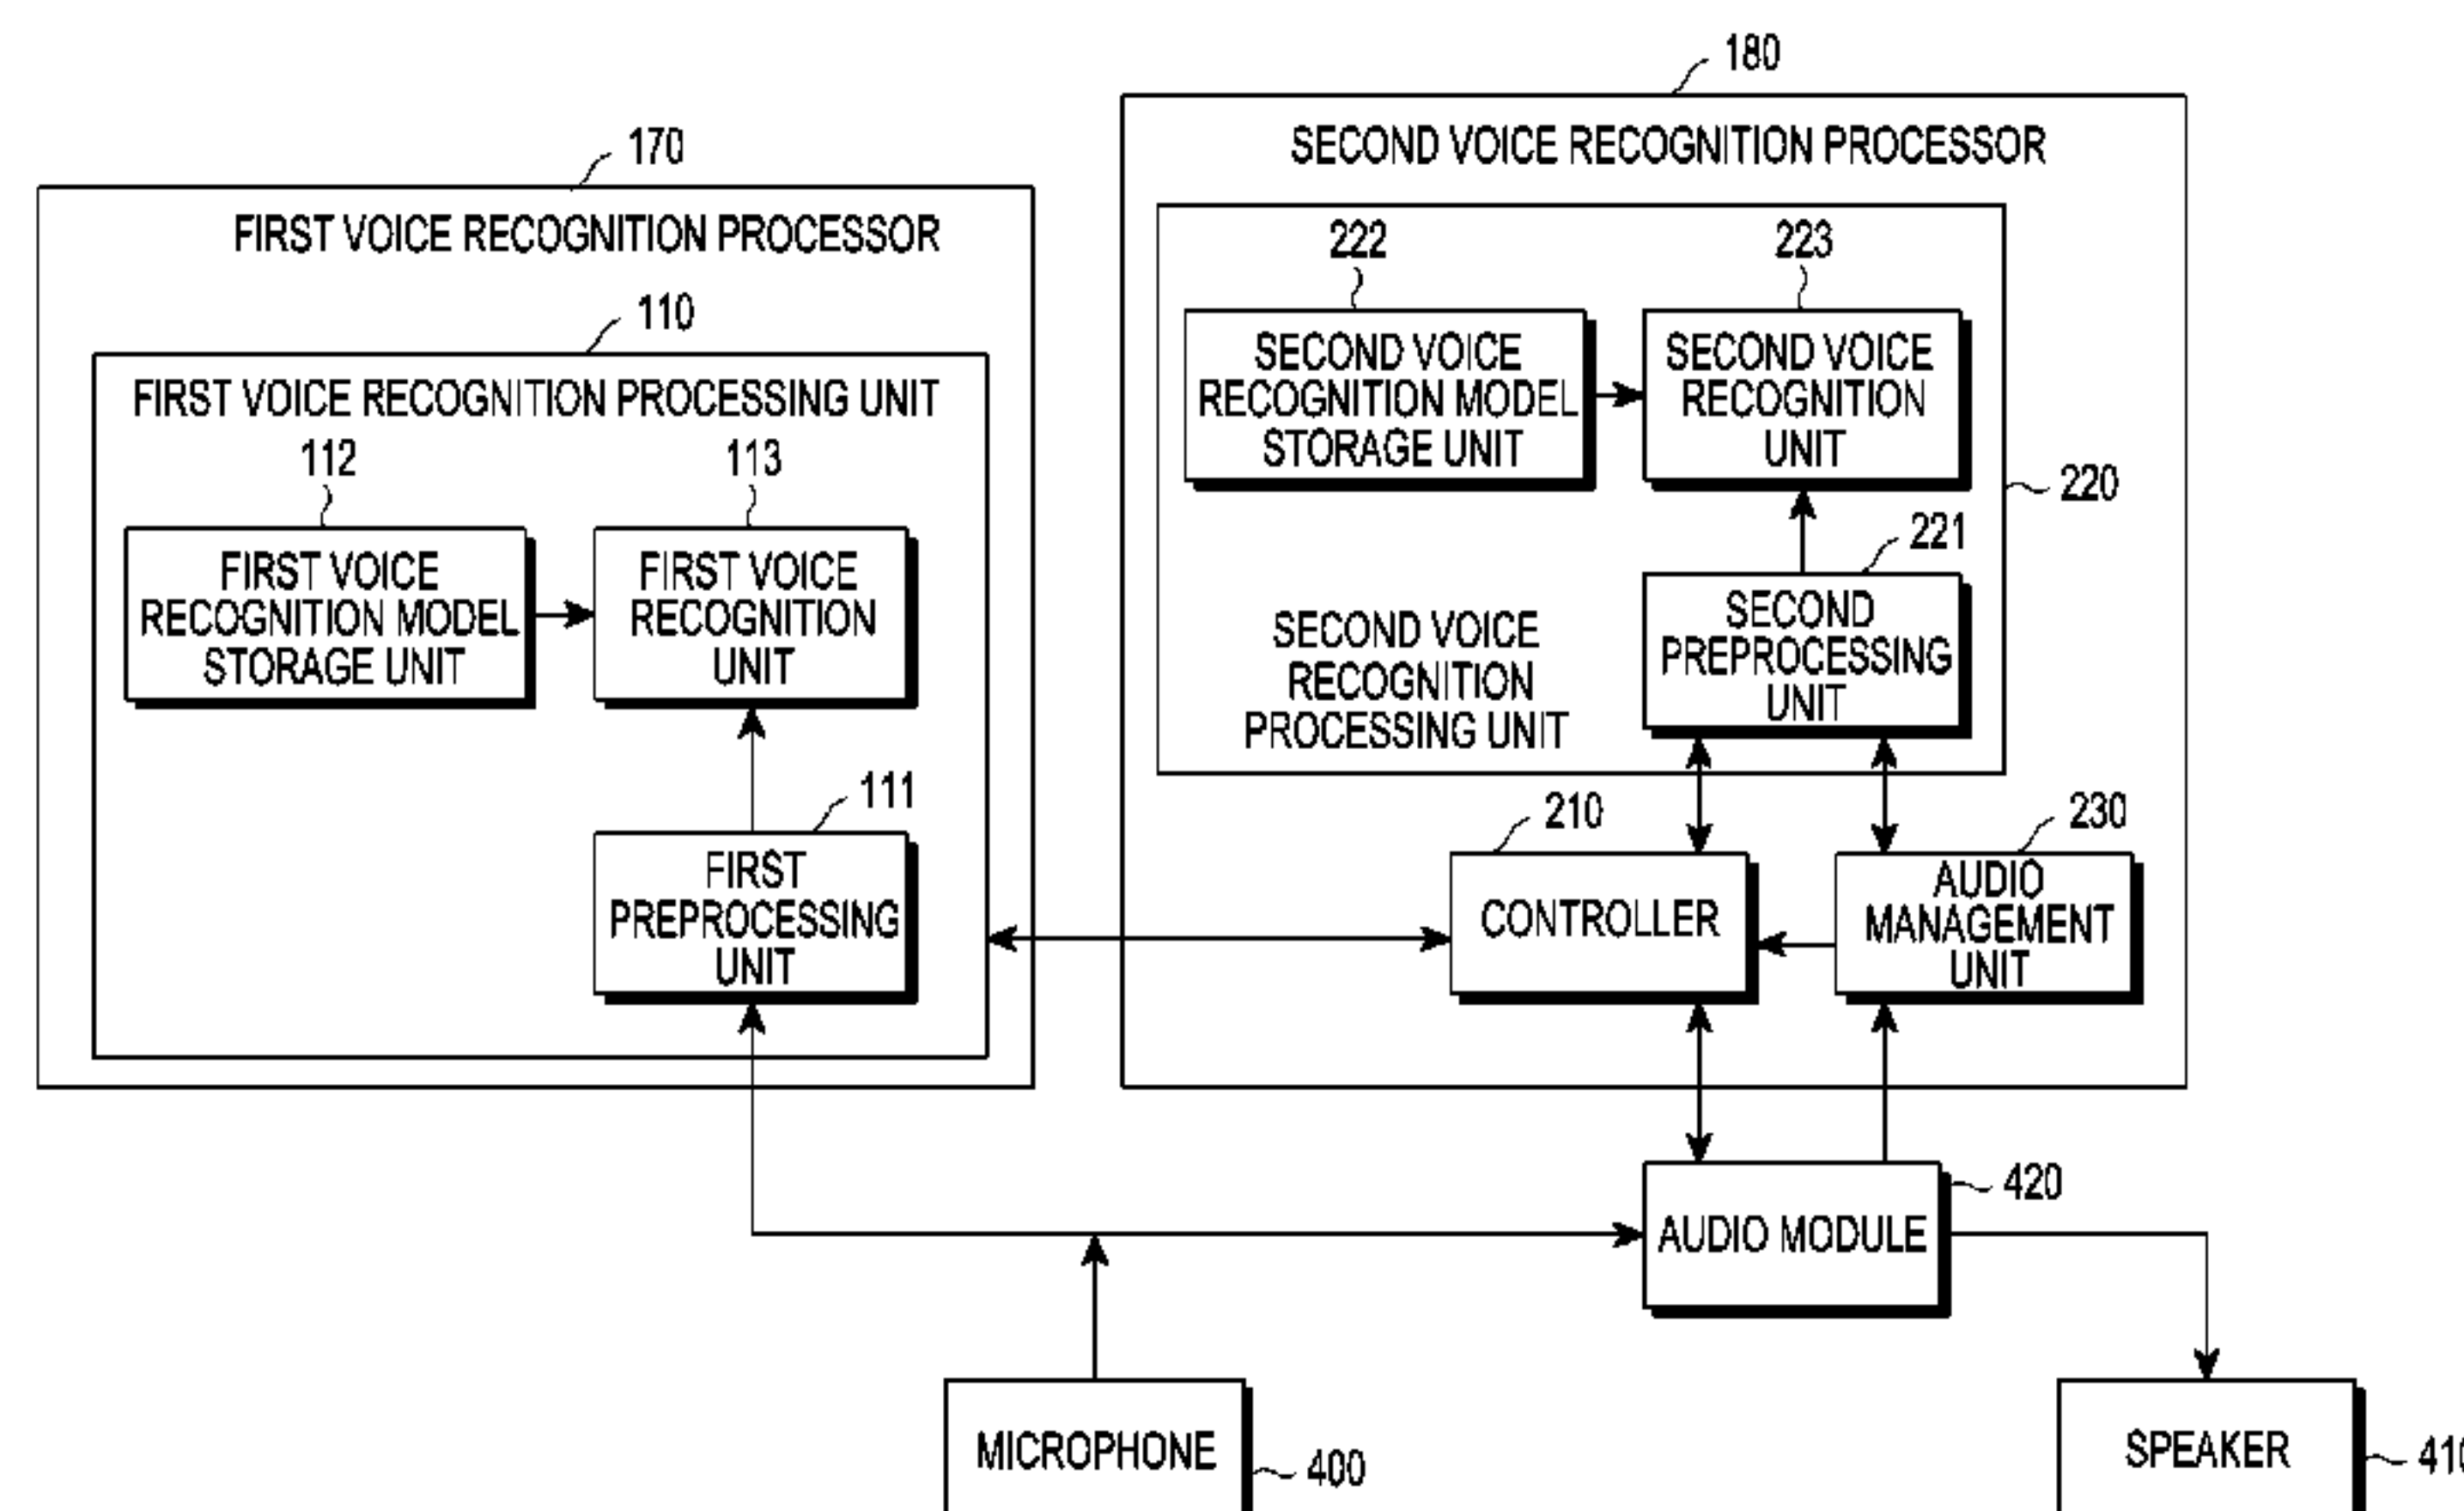 180
SECOND VOICE RECOGNITION PROCESSOR
170
FIRST VOICE RECOGNITION PROCESSOR
222
223
110
SECOND VOICE
RECOGNITION MODEL
STORAGE UNIT
SECOND VOICE
RECOGNITION
UNIT
FIRST VOICE RECOGNITION PROCESSING UNIT
112
113
220
221
FIRST VOICE
RECOGNITION MODEL
STORAGE UNIT
FIRST VOICE
RECOGNITION
UNIT
SECOND VOICE
RECOGNITION
PROCESSING UNIT
SECOND
PREPROCESSING
UNIT
111
210
230
FIRST
PREPROCESSING
UNIT
CONTROLLER
AUDIO
MANAGEMENT
UNIT
420
AUDIO MODULE
MICROPHONE
400
SPEAKER
410